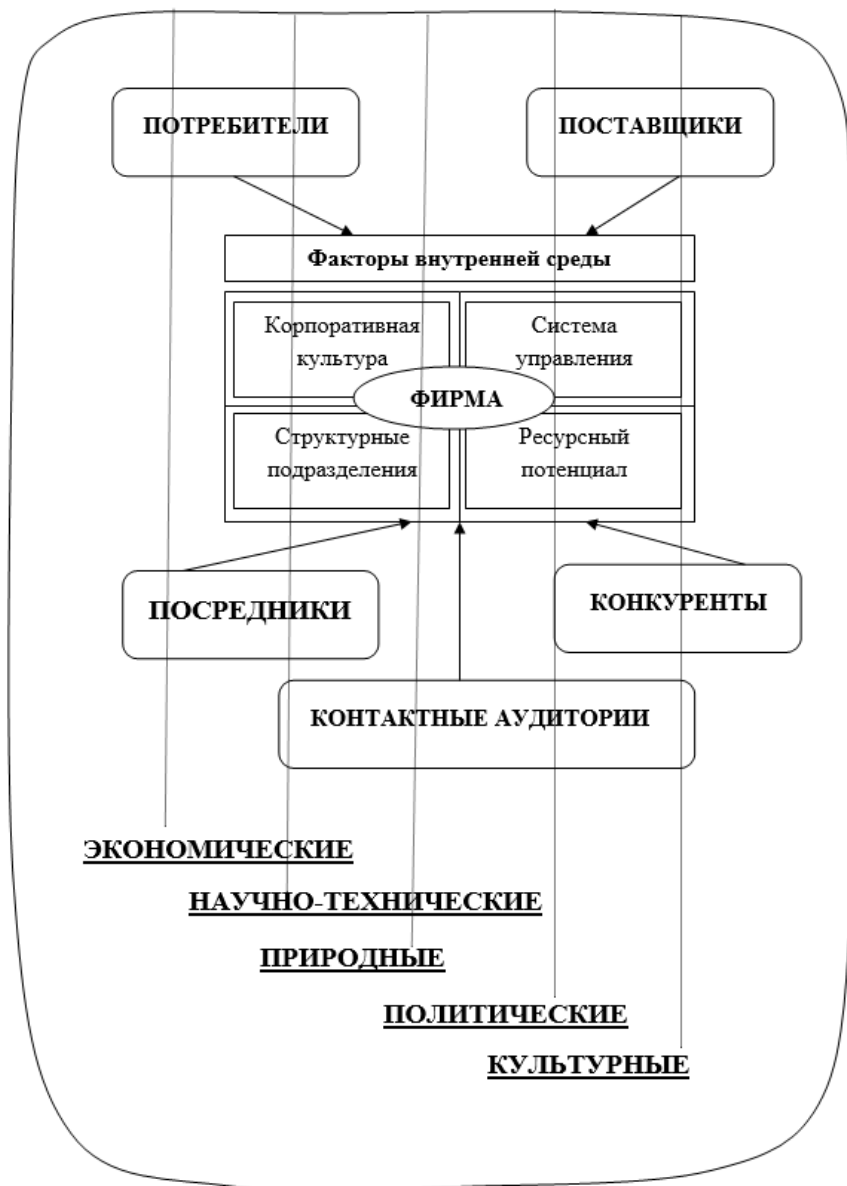 ПОТРЕБИТЕЛИ
ПОСТАВЩИКИ
Факторы внутренней среды
Корпоративная
культура
Система
управления
ФИРМА
Структурные
подразделения
Ресурсный
потенциал
ПОСРЕДНИКИ
КОНКУРЕНТЫ
КОНТАКТНЫЕ АУДИТОРИИ
ЭКОНОМИЧЕСКИЕ
НАУЧНО-ТЕХНИЧЕСКИЕ
ПРИРОДНЫЕ
ПОЛИТИЧЕСКИЕ
КУЛЬТУРНЫЕ